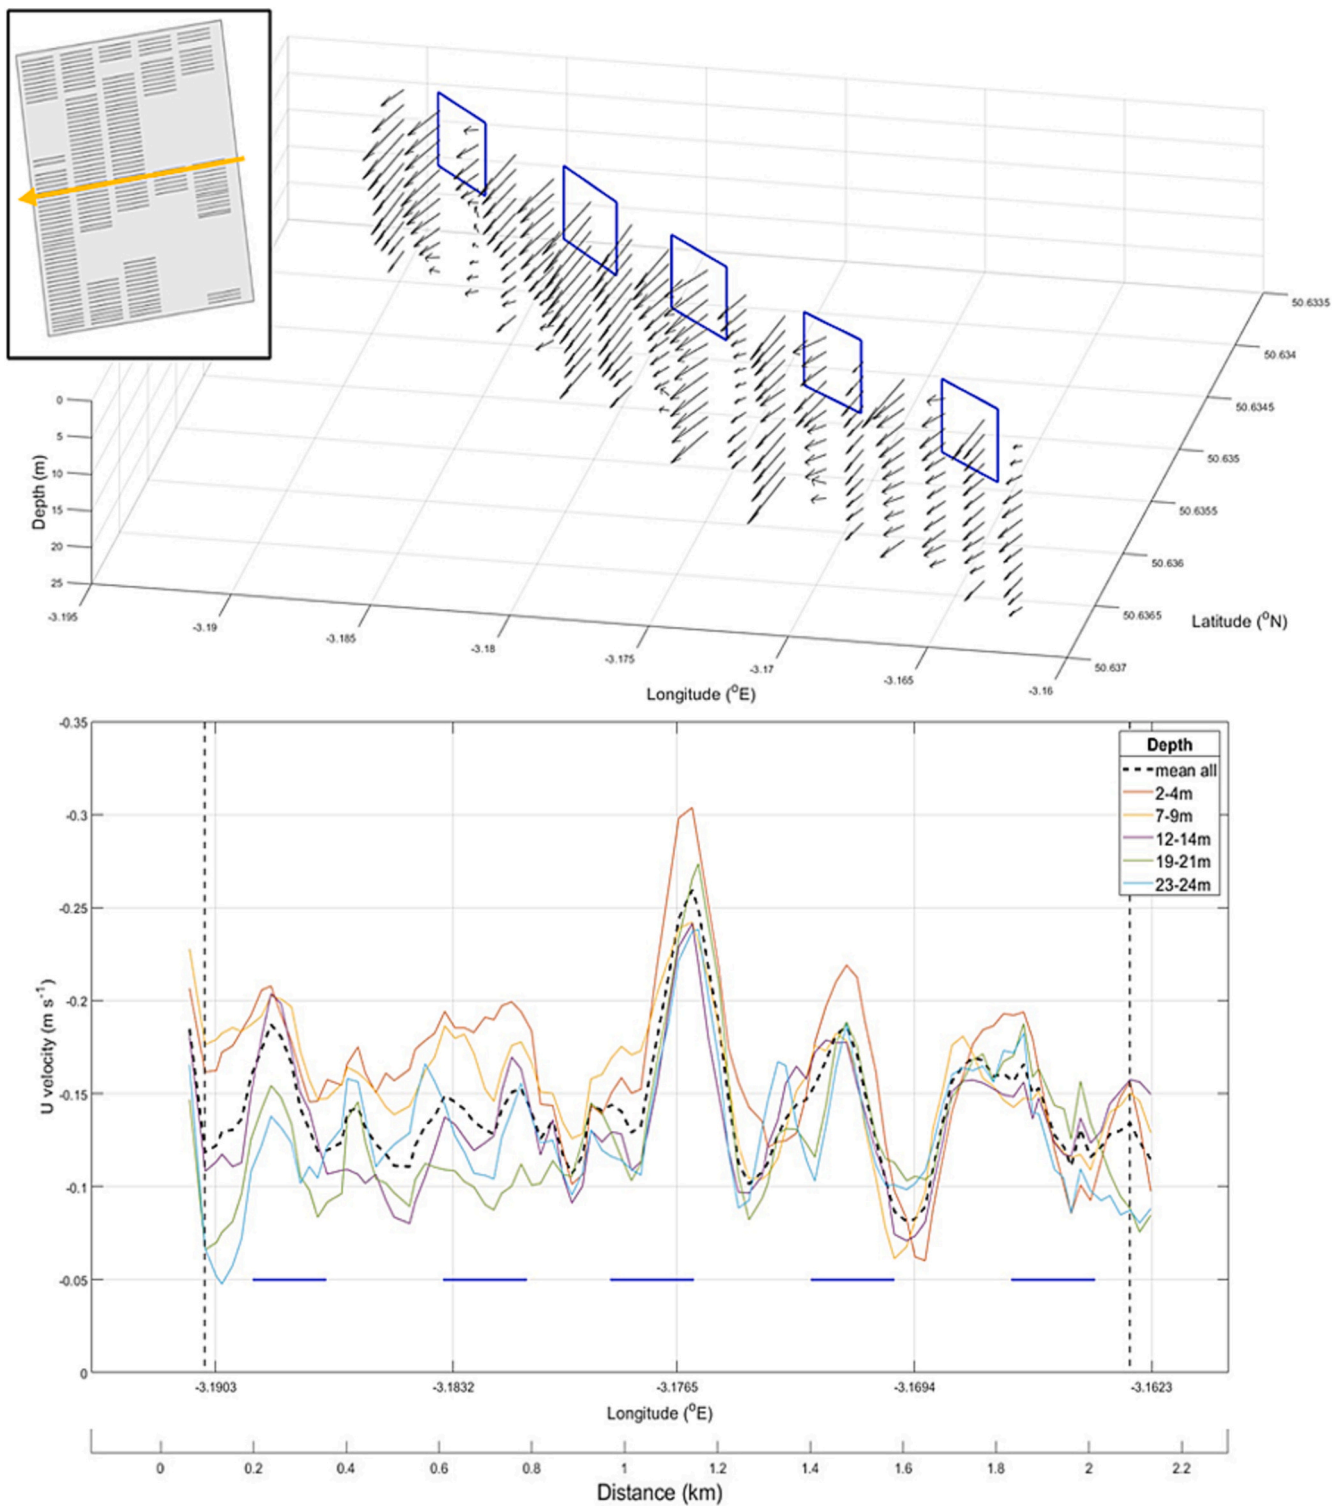 50.6335
50.634
50.6345
50.635
50.6355
50.636
50.6365
50.637
Latitude (°N)
0
5
10
15
20
25
Depth (m)
-3.195
-3.19
-3.185
-3.18
-3.175
-3.17
-3.165
-3.16
Longitude (°E)
-0.35
-0.3
-0.25
-0.2
-0.15
-0.1
-0.05
0
U velocity (m s⁻¹)
Depth
mean all
2-4m
7-9m
12-14m
19-21m
23-24m
-3.1903 -3.1832 -3.1765 -3.1694 -3.1623
Longitude (°E)
0 0.2 0.4 0.6 0.8 1 1.2 1.4 1.6 1.8 2 2.2
Distance (km)